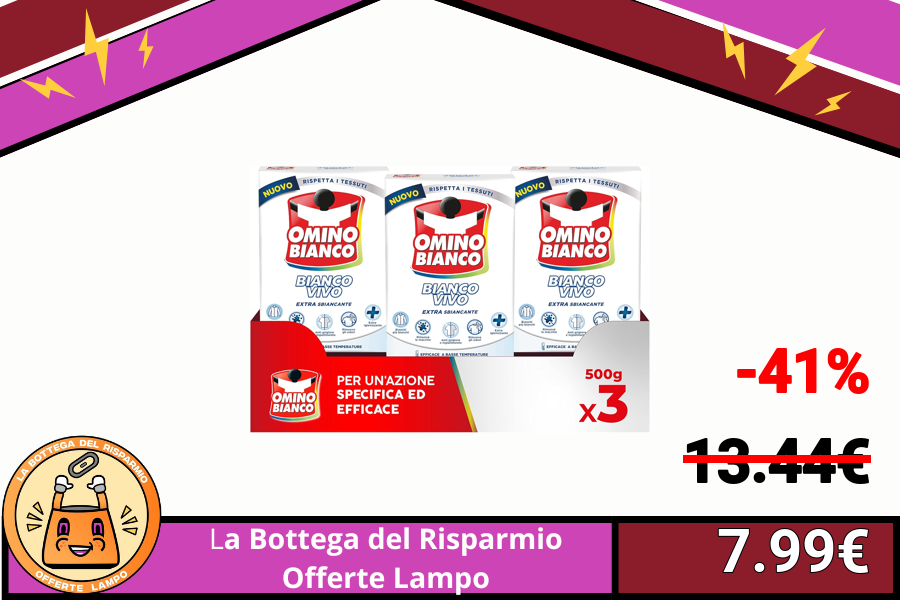 NUOVO RISPETTA I TESSUTI
OMINO
BIANCO
BIANCO
VIVO
EXTRA SBIANCANTE
NUOVO RISPETTA I TESSUTI
OMINO
BIANCO
BIANCO
VIVO
EXTRA SBIANCANTE
EFFICACE A BASSE TEMPERATURE
NUOVO RISPETTA I TESSUTI
OMINO
BIANCO
BIANCO
VIVO
EXTRA SBIANCANTE
OMINO
BIANCO
PER UN'AZIONE
SPECIFICA ED
EFFICACE
500g
x3
-41%
13.44€
7.99€
LA BOTTEGA DEL RISPARMIO
OFFERTE LAMPO
La Bottega del Risparmio
Offerte Lampo